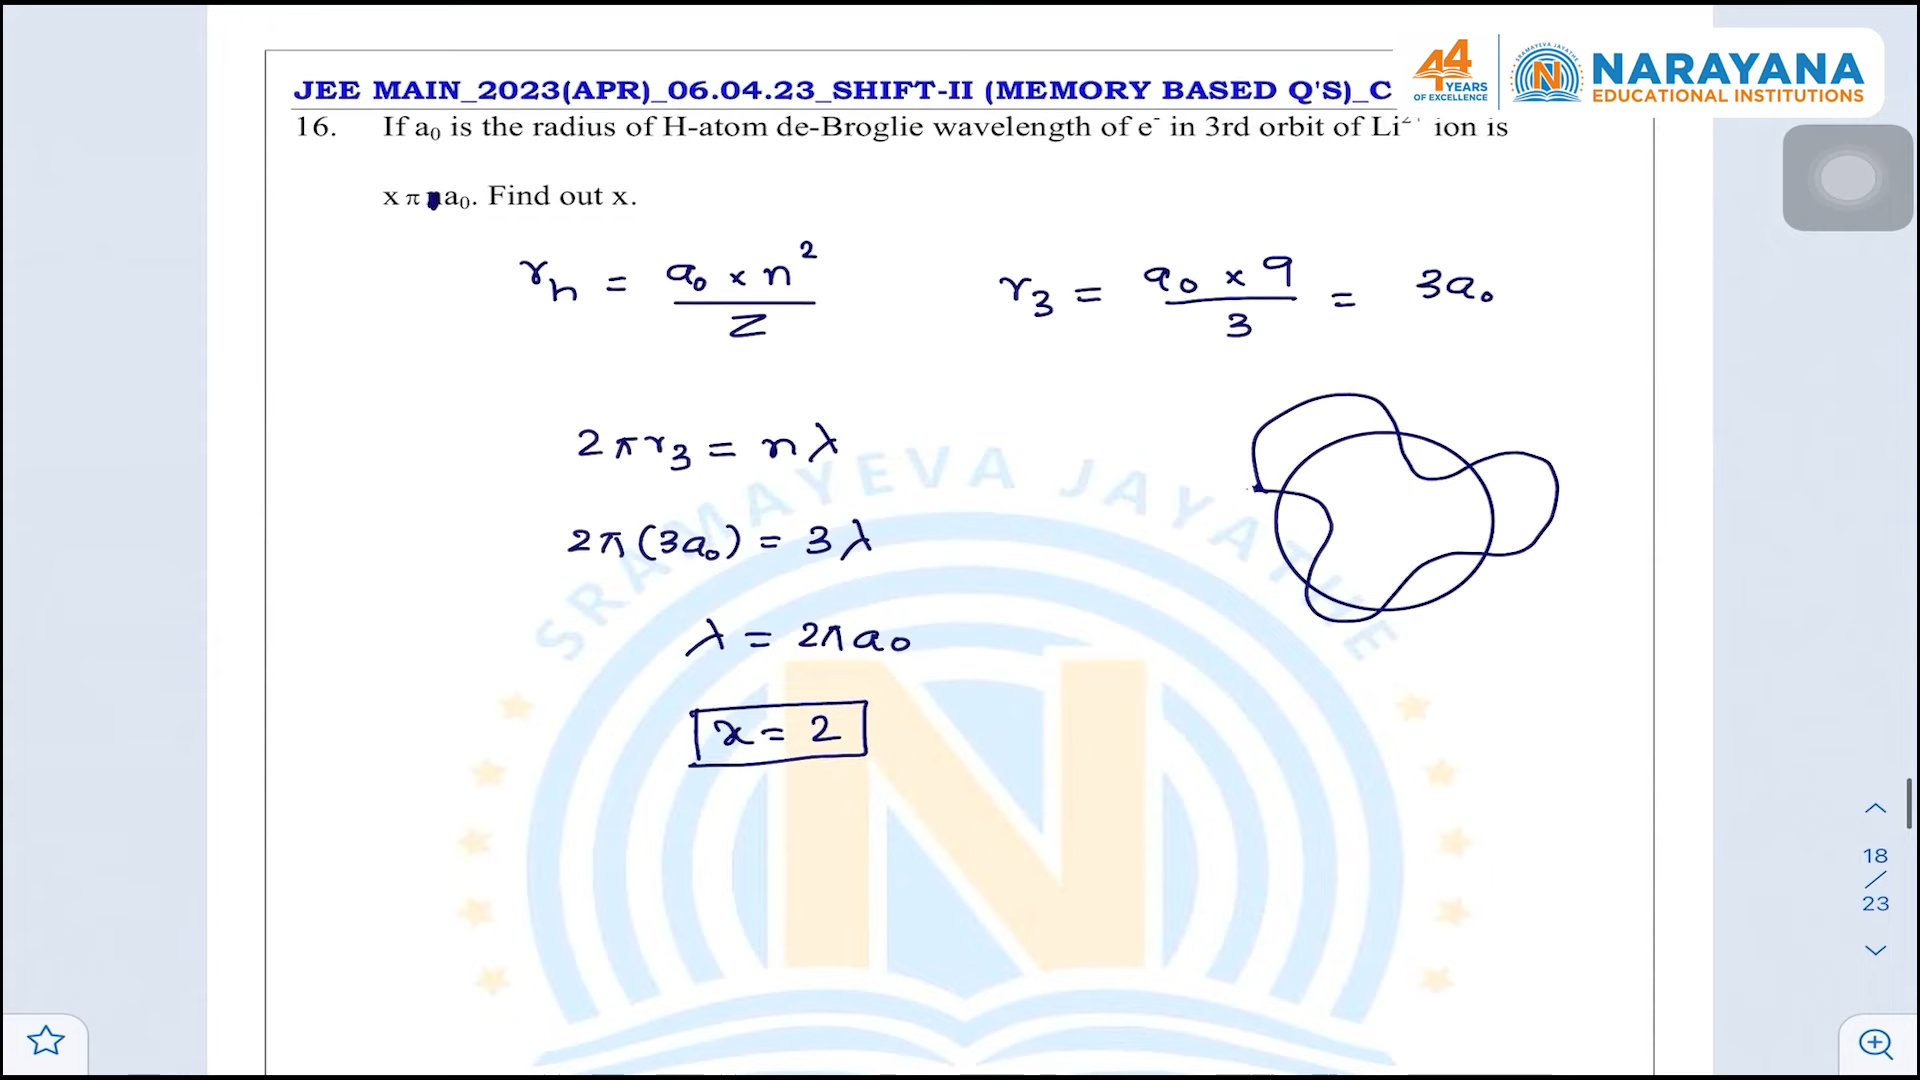 JEE MAIN_2023(APR)_06.04.23_SHIFT-II (MEMORY BASED Q'S)_C
44 YEARS OF EXCELLENCE
SRAMAYEVA JAYATHE
NARAYANA
EDUCATIONAL INSTITUTIONS
16. If a₀ is the radius of H-atom de-Broglie wavelength of e⁻ in 3rd orbit of Li²⁺ ion is
x π a₀. Find out x.
rₙ = a₀ × n² / Z
r₃ = a₀ × 9 / 3 = 3a₀
2πr₃ = nλ
2π(3a₀) = 3λ
λ = 2πa₀
x = 2
SRAMAYEVA JAYATHE
N
18
/
23